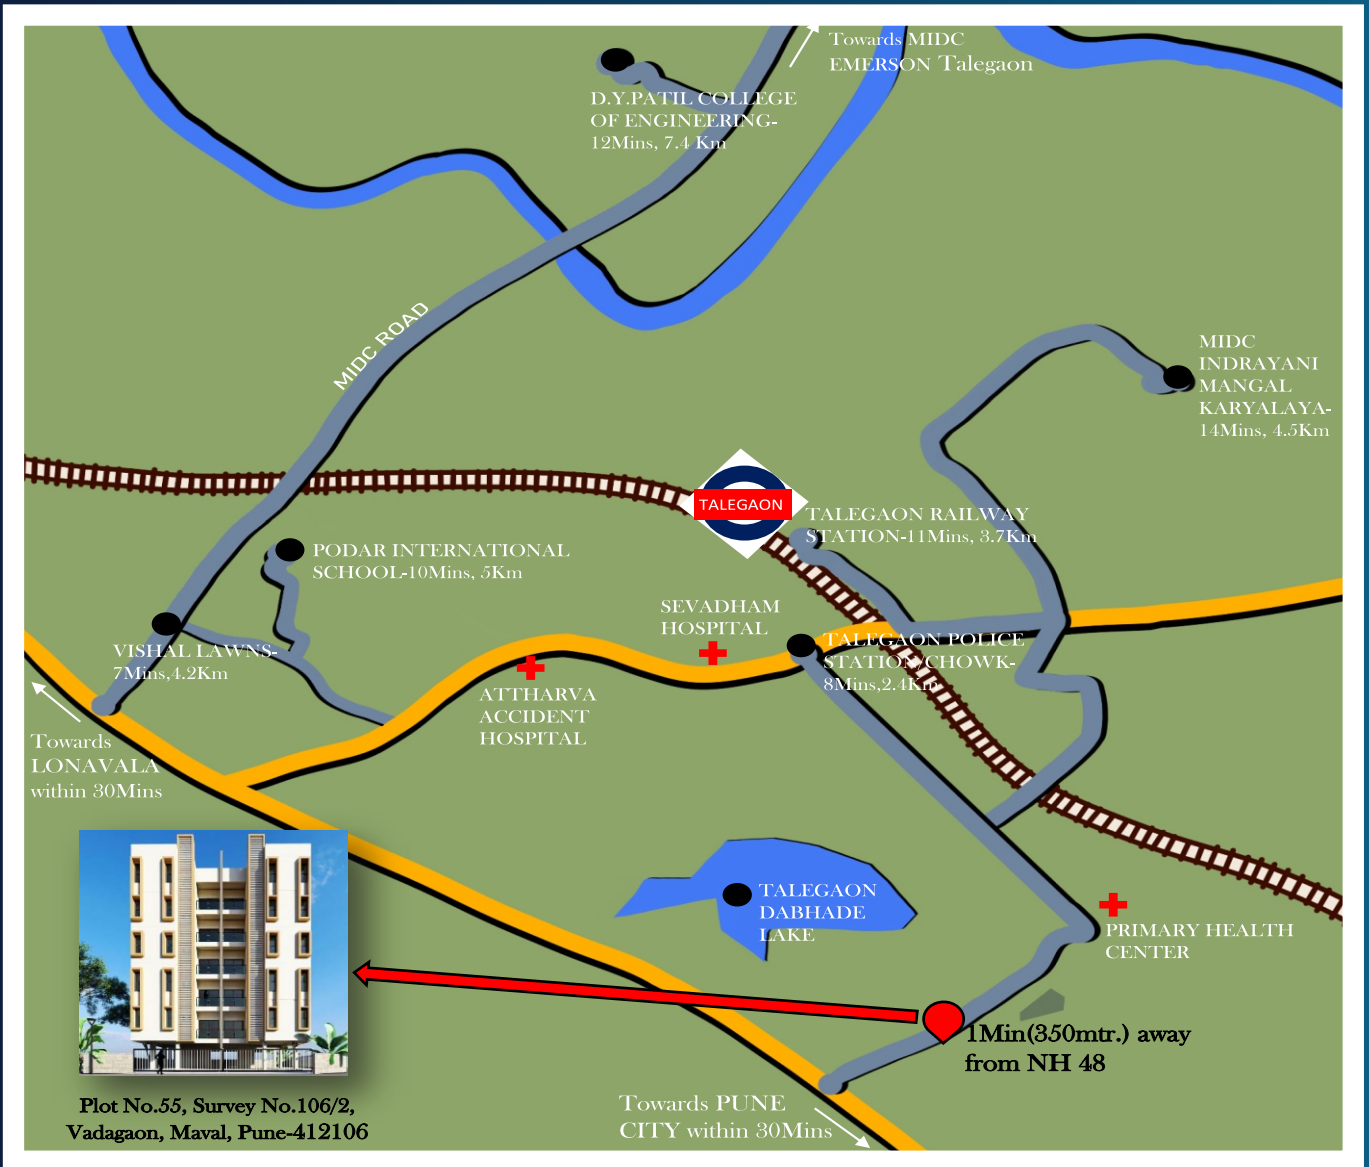 Towards MIDC
EMERSON Talegaon
D.Y.PATIL COLLEGE
OF ENGINEERING-
12Mins, 7.4 Km
MIDC ROAD
MIDC
INDRAYANI
MANGAL
KARYALAYA-
14Mins, 4.5Km
TALEGAON
TALEGAON RAILWAY
STATION-11Mins, 3.7Km
PODAR INTERNATIONAL
SCHOOL-10Mins, 5Km
SEVADHAM
HOSPITAL
VISHAL LAWNS-
7Mins,4.2Km
TALEGAON POLICE
STATION/CHOWK-
8Mins,2.4Km
ATTHARVA
ACCIDENT
HOSPITAL
Towards
LONAVALA
within 30Mins
TALEGAON
DABHADE
LAKE
PRIMARY HEALTH
CENTER
1Min(350mtr.) away
from NH 48
Plot No.55, Survey No.106/2,
Vadagaon, Maval, Pune-412106
Towards PUNE
CITY within 30Mins